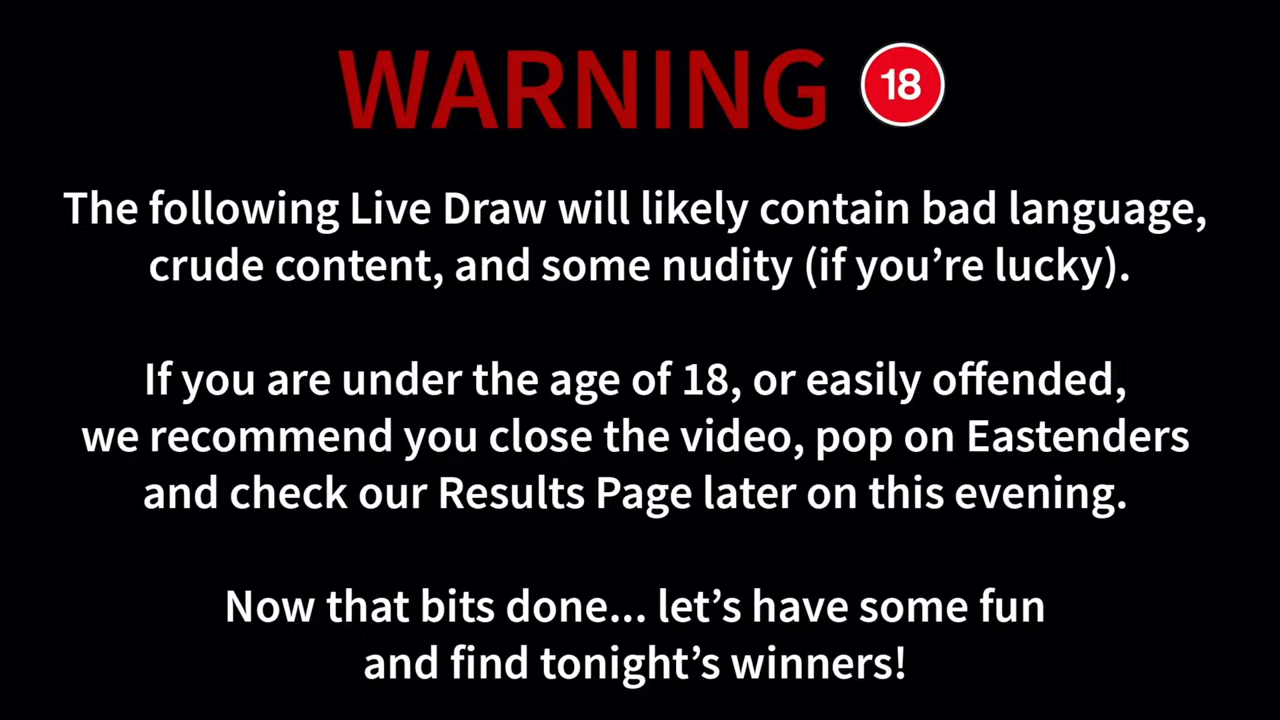 WARNING 18
The following Live Draw will likely contain bad language,
crude content, and some nudity (if you’re lucky).
If you are under the age of 18, or easily offended,
we recommend you close the video, pop on Eastenders
and check our Results Page later on this evening.
Now that bits done... let’s have some fun
and find tonight’s winners!